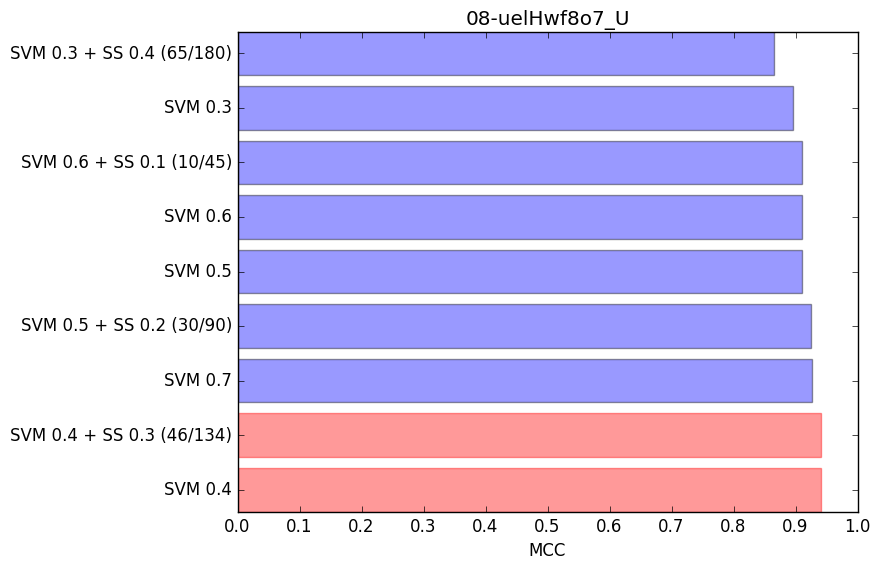 08-uelHwf8o7_U
SVM 0.3 + SS 0.4 (65/180)
SVM 0.3
SVM 0.6 + SS 0.1 (10/45)
SVM 0.6
SVM 0.5
SVM 0.5 + SS 0.2 (30/90)
SVM 0.7
SVM 0.4 + SS 0.3 (46/134)
SVM 0.4
0.0 0.1 0.2 0.3 0.4 0.5 0.6 0.7 0.8 0.9 1.0
MCC